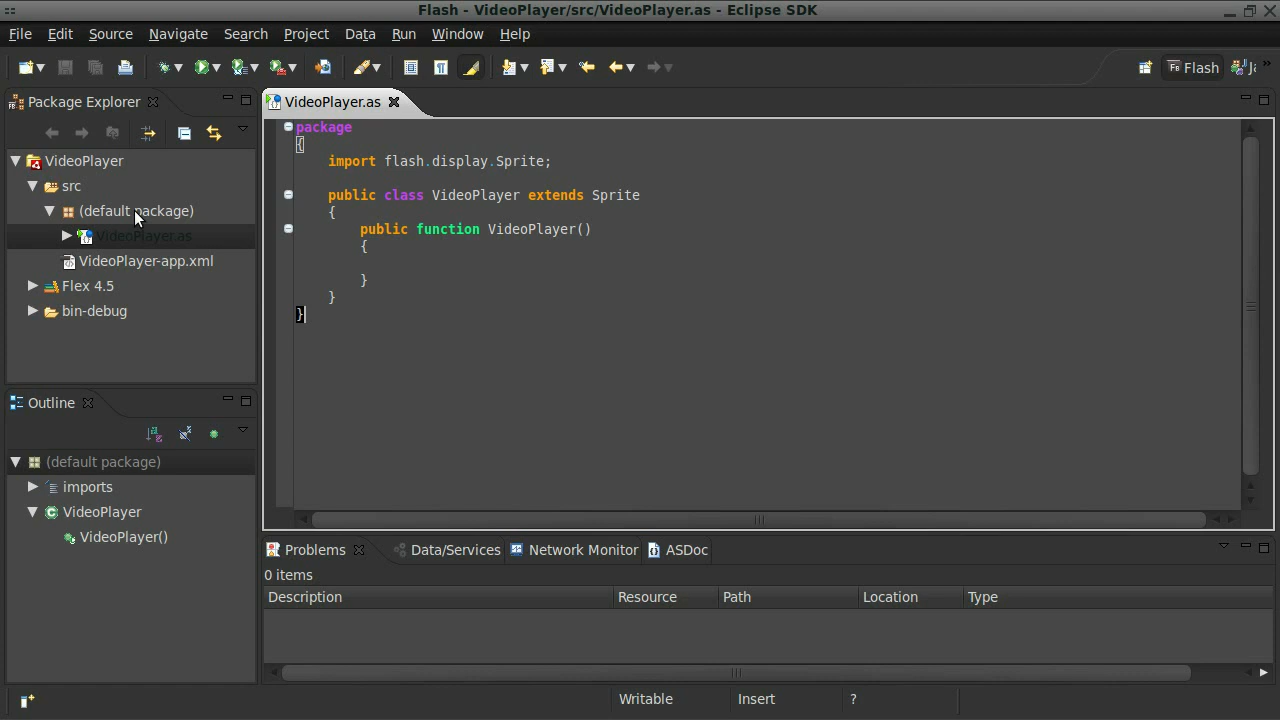 Flash - VideoPlayer/src/VideoPlayer.as - Eclipse SDK
File Edit Source Navigate Search Project Data Run Window Help
Flash
Package Explorer
VideoPlayer
src
(default package)
VideoPlayer.as
VideoPlayer-app.xml
Flex 4.5
bin-debug
Outline
(default package)
imports
VideoPlayer
VideoPlayer()
VideoPlayer.as
package
{
import flash.display.Sprite;
public class VideoPlayer extends Sprite
{
public function VideoPlayer()
{
}
}
}
Problems Data/Services Network Monitor ASDoc
0 items
Description Resource Path Location Type
Writable Insert ?